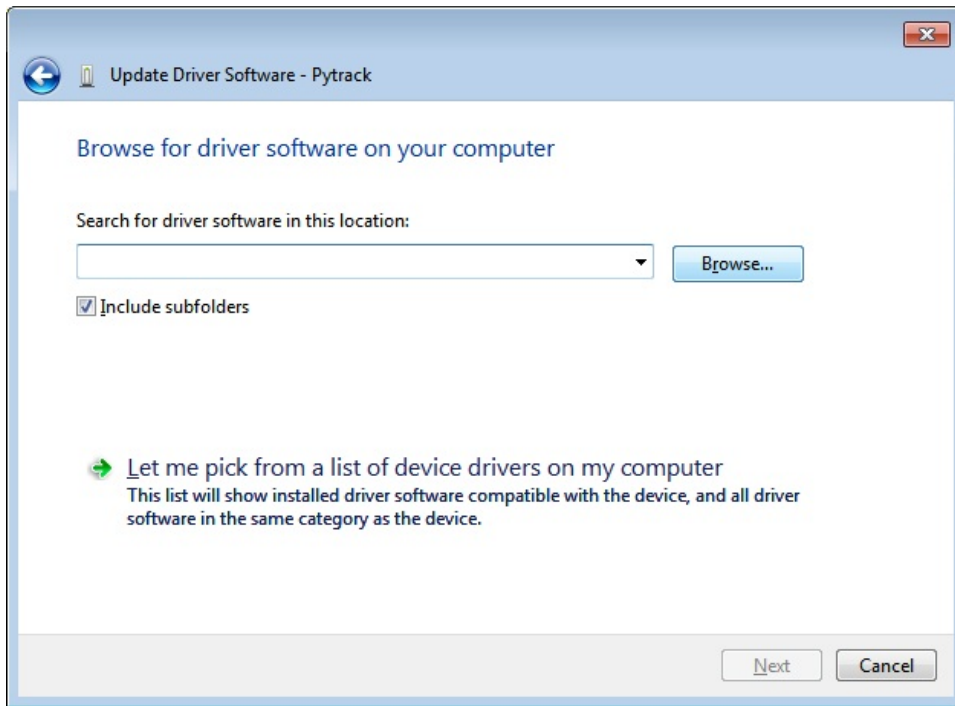 Update Driver Software - Pytrack
Browse for driver software on your computer
Search for driver software in this location:
Browse...
Include subfolders
Let me pick from a list of device drivers on my computer
This list will show installed driver software compatible with the device, and all driver
software in the same category as the device.
Next
Cancel